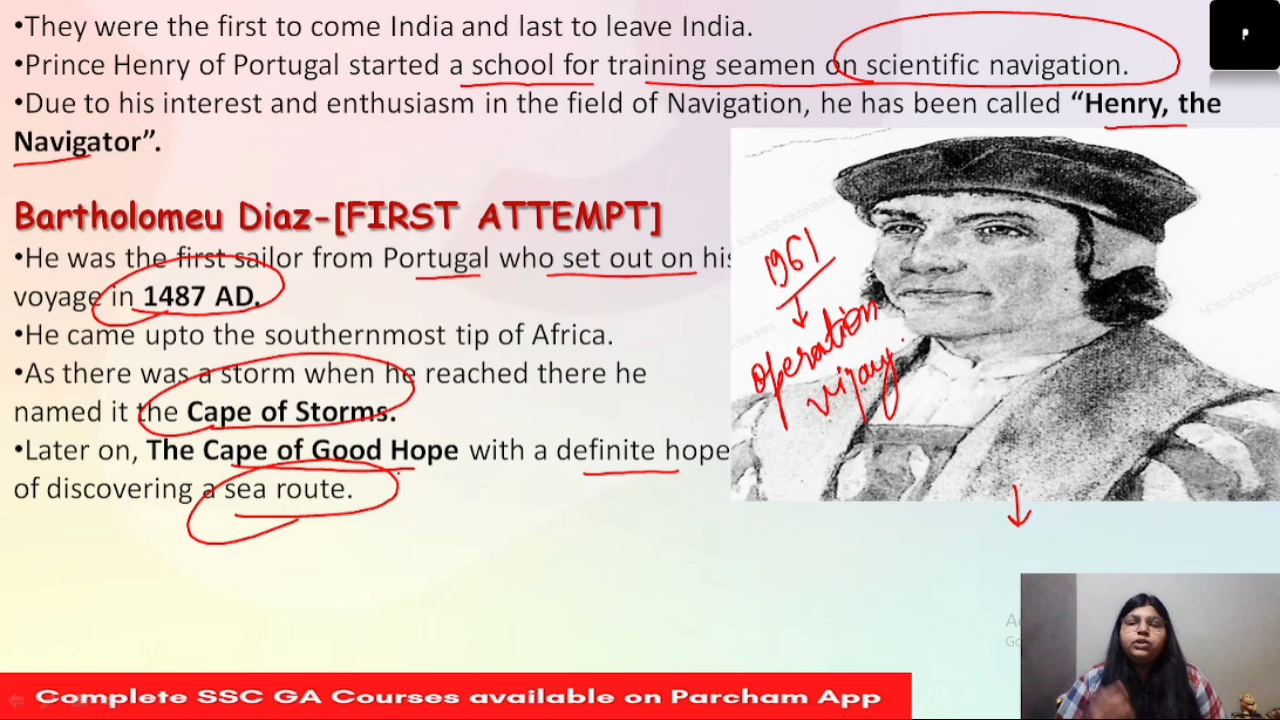 •They were the first to come India and last to leave India.
•Prince Henry of Portugal started a school for training seamen on scientific navigation.
•Due to his interest and enthusiasm in the field of Navigation, he has been called “Henry, the
Navigator”.
Bartholomeu Diaz-[FIRST ATTEMPT]
•He was the first sailor from Portugal who set out on his
voyage in 1487 AD.
•He came upto the southernmost tip of Africa.
•As there was a storm when he reached there he
named it the Cape of Storms.
•Later on, The Cape of Good Hope with a definite hope
of discovering a sea route.
1961
operation
vijay.
Complete SSC GA Courses available on Parcham App